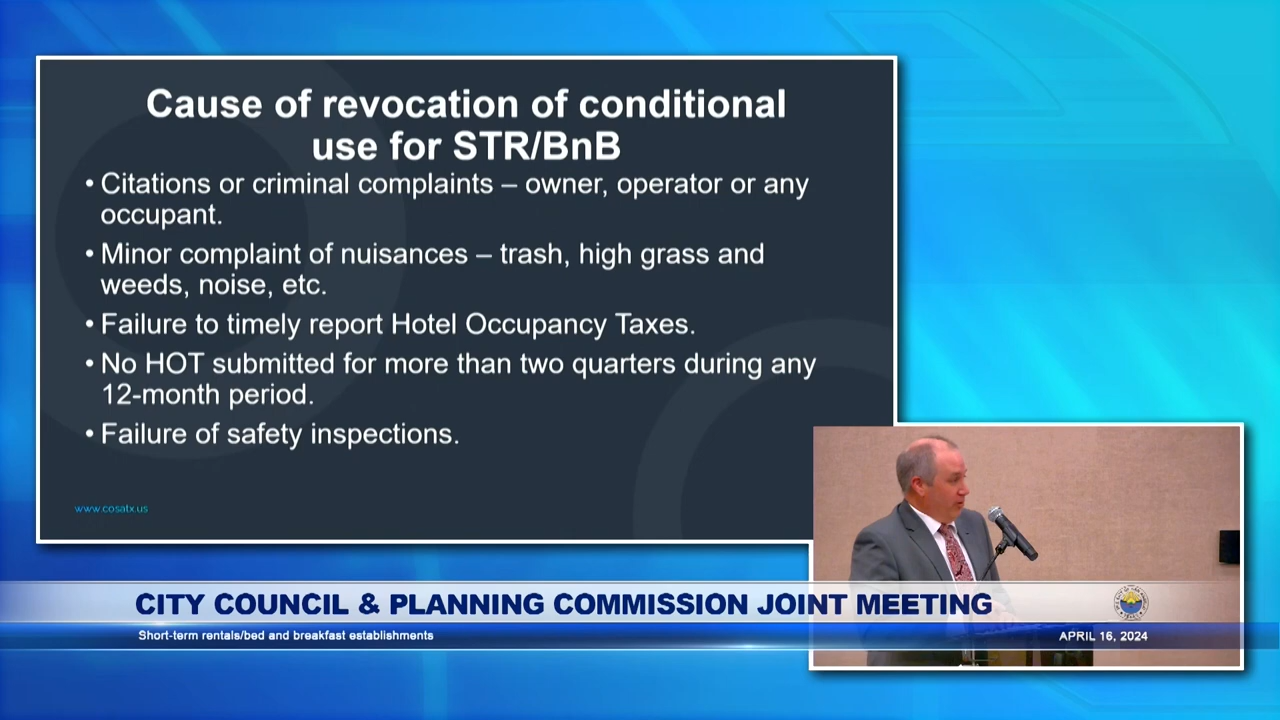 Cause of revocation of conditional
use for STR/BnB
• Citations or criminal complaints – owner, operator or any
occupant.
• Minor complaint of nuisances – trash, high grass and
weeds, noise, etc.
• Failure to timely report Hotel Occupancy Taxes.
• No HOT submitted for more than two quarters during any
12-month period.
• Failure of safety inspections.
www.cosatx.us
CITY COUNCIL & PLANNING COMMISSION JOINT MEETING
Short-term rentals/bed and breakfast establishments
APRIL 16, 2024